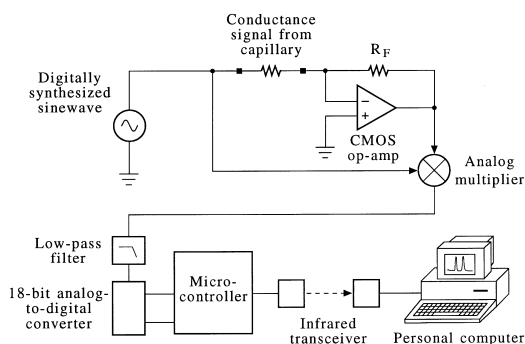 Conductance
signal from
capillary
R_F
Digitally
synthesized
sinewave
−
+
CMOS
op-amp
Analog
multiplier
Low-pass
filter
18-bit analog-
to-digital
converter
Micro-
controller
Infrared
transceiver
Personal computer